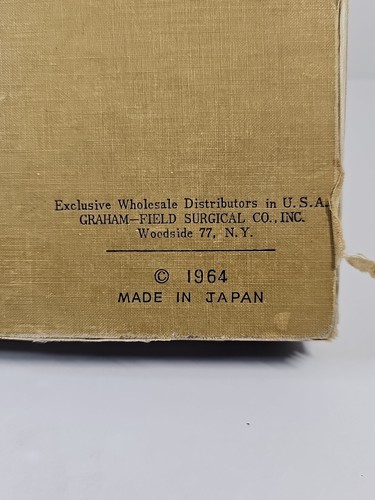 Exclusive Wholesale Distributors in U.S.A.
GRAHAM-FIELD SURGICAL CO., INC.
Woodside 77, N.Y.
© 1964
MADE IN JAPAN